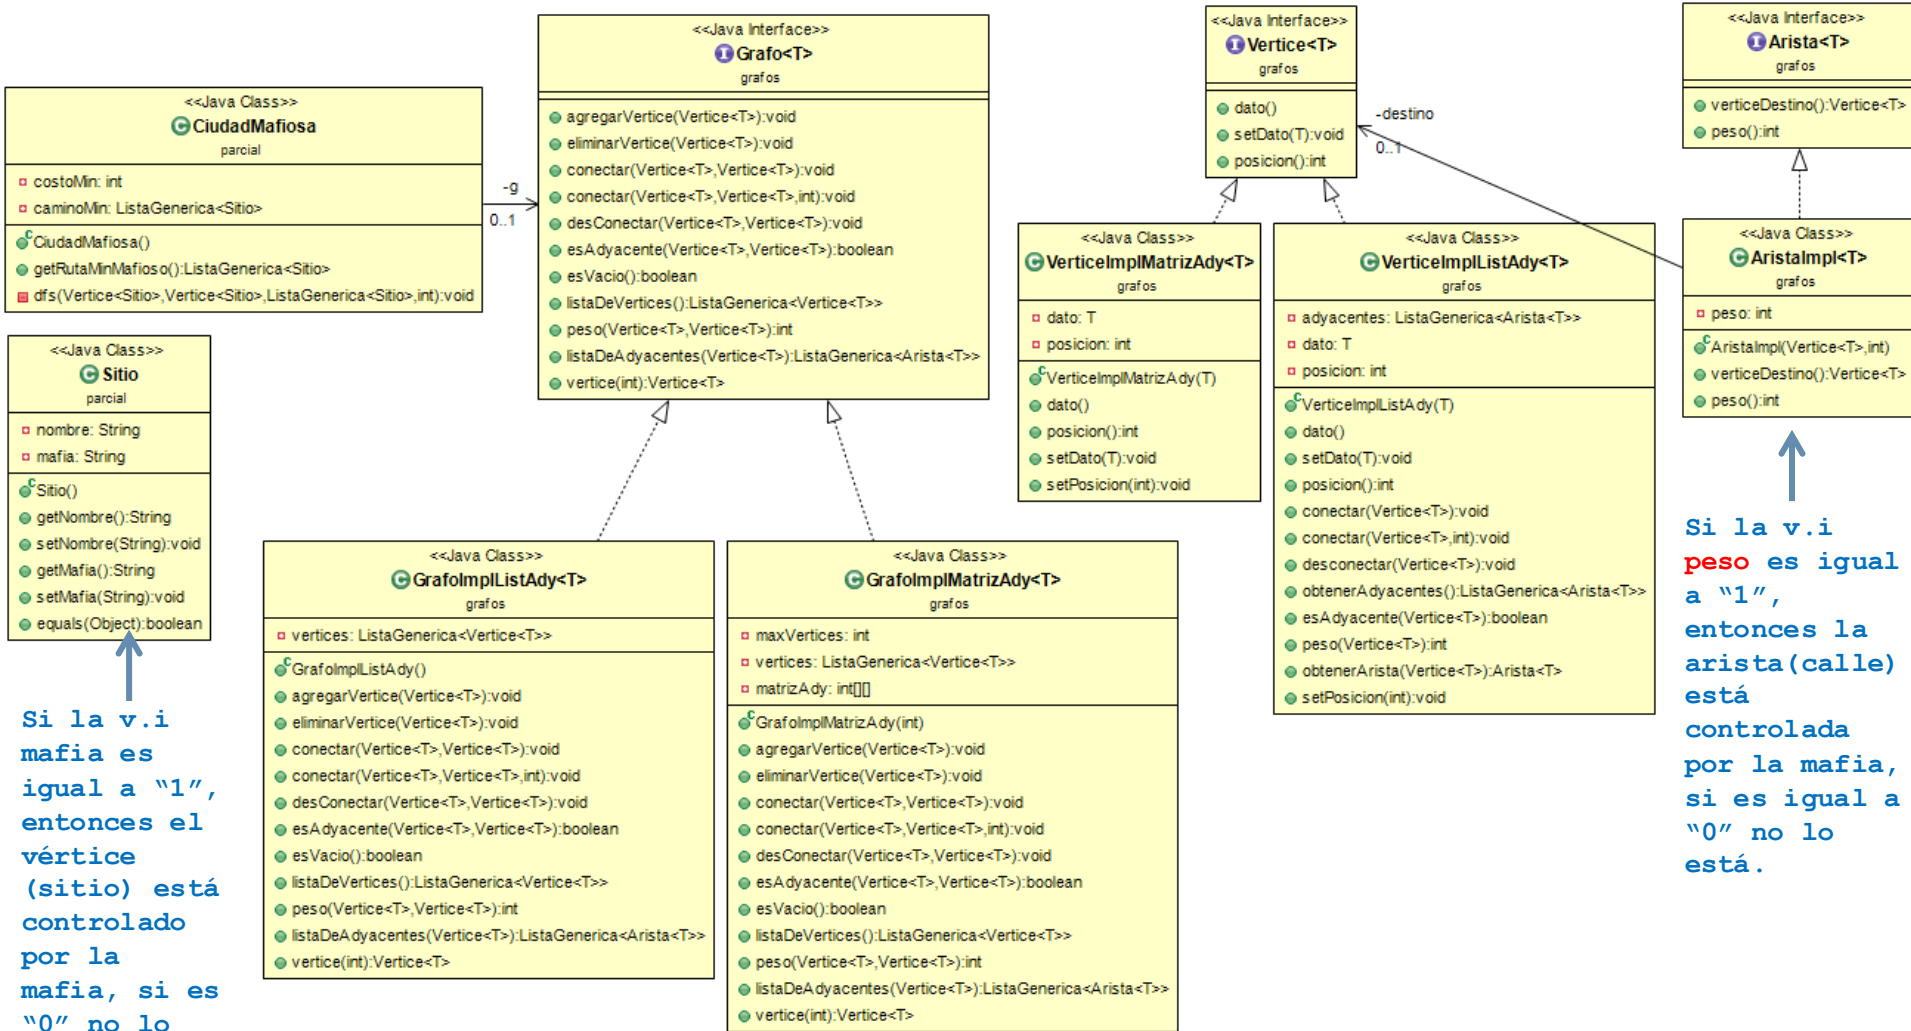 <<Java Class>>
CiudadMafiosa
parcial
costoMin: int
caminoMin: ListaGenerica<Sitio>
CiudadMafiosa()
getRutaMinMafioso():ListaGenerica<Sitio>
dfs(Vertice<Sitio>,Vertice<Sitio>,ListaGenerica<Sitio>,int):void
-g
0..1
<<Java Interface>>
Grafo<T>
grafos
agregarVertice(Vertice<T>):void
eliminarVertice(Vertice<T>):void
conectar(Vertice<T>,Vertice<T>):void
conectar(Vertice<T>,Vertice<T>,int):void
desConectar(Vertice<T>,Vertice<T>):void
esAdyacente(Vertice<T>,Vertice<T>):boolean
esVacio():boolean
listaDeVertices():ListaGenerica<Vertice<T>>
peso(Vertice<T>,Vertice<T>):int
listaDeAdyacentes(Vertice<T>):ListaGenerica<Arista<T>>
vertice(int):Vertice<T>
<<Java Interface>>
Vertice<T>
grafos
dato()
setDato(T):void
posicion():int
-destino
0..1
<<Java Interface>>
Arista<T>
grafos
verticeDestino():Vertice<T>
peso():int
<<Java Class>>
Sitio
parcial
nombre: String
mafia: String
Sitio()
getNombre():String
setNombre(String):void
getMafia():String
setMafia(String):void
equals(Object):boolean
<<Java Class>>
VerticeImplMatrizAdy<T>
grafos
dato: T
posicion: int
VerticeImplMatrizAdy(T)
dato()
posicion():int
setDato(T):void
setPosicion(int):void
<<Java Class>>
VerticeImplListAdy<T>
grafos
adyacentes: ListaGenerica<Arista<T>>
dato: T
posicion: int
VerticeImplListAdy(T)
dato()
setDato(T):void
posicion():int
conectar(Vertice<T>):void
conectar(Vertice<T>,int):void
desconectar(Vertice<T>):void
obtenerAdyacentes():ListaGenerica<Arista<T>>
esAdyacente(Vertice<T>):boolean
peso(Vertice<T>):int
obtenerArista(Vertice<T>):Arista<T>
setPosicion(int):void
<<Java Class>>
AristaImpl<T>
grafos
peso: int
AristaImpl(Vertice<T>,int)
verticeDestino():Vertice<T>
peso():int
<<Java Class>>
GrafoImplListAdy<T>
grafos
vertices: ListaGenerica<Vertice<T>>
GrafoImplListAdy()
agregarVertice(Vertice<T>):void
eliminarVertice(Vertice<T>):void
conectar(Vertice<T>,Vertice<T>):void
conectar(Vertice<T>,Vertice<T>,int):void
desConectar(Vertice<T>,Vertice<T>):void
esAdyacente(Vertice<T>,Vertice<T>):boolean
esVacio():boolean
listaDeVertices():ListaGenerica<Vertice<T>>
peso(Vertice<T>,Vertice<T>):int
listaDeAdyacentes(Vertice<T>):ListaGenerica<Arista<T>>
vertice(int):Vertice<T>
<<Java Class>>
GrafoImplMatrizAdy<T>
grafos
maxVertices: int
vertices: ListaGenerica<Vertice<T>>
matrizAdy: int[][]
GrafoImplMatrizAdy(int)
agregarVertice(Vertice<T>):void
eliminarVertice(Vertice<T>):void
conectar(Vertice<T>,Vertice<T>):void
conectar(Vertice<T>,Vertice<T>,int):void
desConectar(Vertice<T>,Vertice<T>):void
esAdyacente(Vertice<T>,Vertice<T>):boolean
esVacio():boolean
listaDeVertices():ListaGenerica<Vertice<T>>
peso(Vertice<T>,Vertice<T>):int
listaDeAdyacentes(Vertice<T>):ListaGenerica<Arista<T>>
vertice(int):Vertice<T>
Si la v.i
mafia es
igual a “1”,
entonces el
vértice
(sitio) está
controlado
por la
mafia, si es
“0” no lo
Si la v.i
peso es igual
a “1”,
entonces la
arista(calle)
está
controlada
por la mafia,
si es igual a
“0” no lo
está.